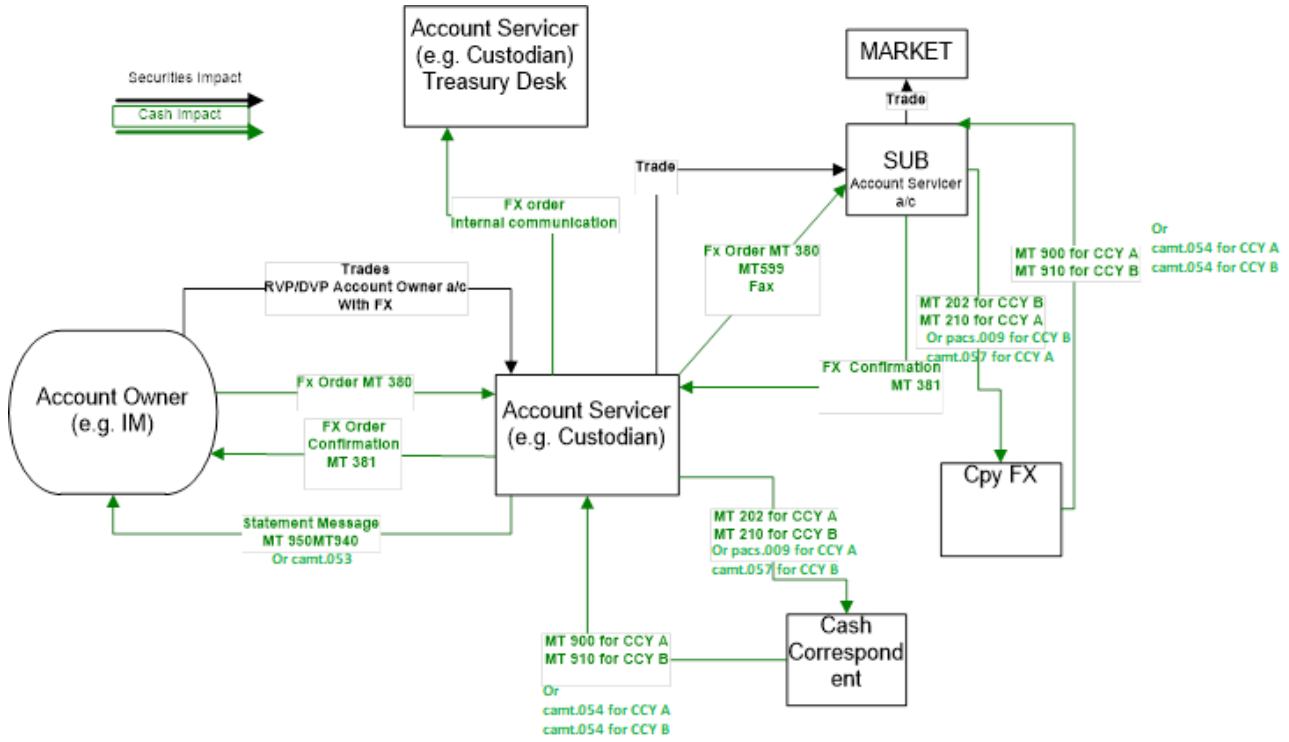 Account Servicer
(e.g. Custodian)
Treasury Desk
MARKET
Securities Impact
Cash Impact
Trade
SUB
Account Servicer
a/c
Trade
FX order
Internal communication
Fx Order MT 380
MT599
Fax
MT 900 for CCY A
MT 910 for CCY B
Or
camt.054 for CCY A
camt.054 for CCY B
Trades
RVP/DVP Account Owner a/c
With FX
MT 202 for CCY B
MT 210 for CCY A
Or pacs.009 for CCY B
camt.057 for CCY A
FX Confirmation
MT 381
Account Owner
(e.g. IM)
Fx Order MT 380
FX Order
Confirmation
MT 381
Account Servicer
(e.g. Custodian)
Cpy FX
Statement Message
MT 950MT940
Or camt.053
MT 202 for CCY A
MT 210 for CCY B
Or pacs.009 for CCY A
camt.057 for CCY B
Cash
Correspond
ent
MT 900 for CCY A
MT 910 for CCY B
Or
camt.054 for CCY A
camt.054 for CCY B